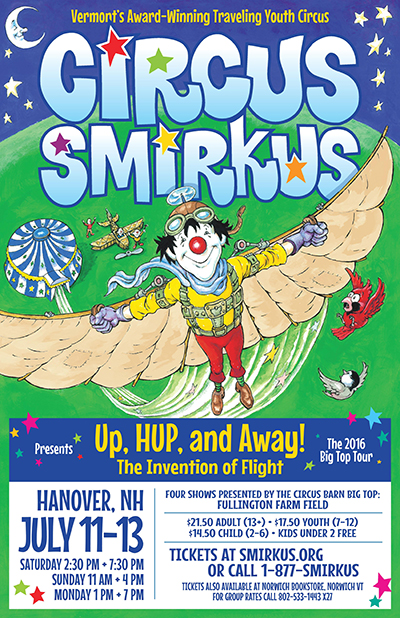 Vermont's Award-Winning Traveling Youth Circus
CIRCUS
SMIRKUS
Presents
Up, HUP, and Away!
The Invention of Flight
The 2016
Big Top Tour
HANOVER, NH
JULY 11-13
SATURDAY 2:30 PM + 7:30 PM
SUNDAY 11 AM + 4 PM
MONDAY 1 PM + 7 PM
FOUR SHOWS PRESENTED BY THE CIRCUS BARN BIG TOP:
FULLINGTON FARM FIELD
$21.50 ADULT (13+) • $17.50 YOUTH (7-12)
$14.50 CHILD (2-6) • KIDS UNDER 2 FREE
TICKETS AT SMIRKUS.ORG
OR CALL 1-877-SMIRKUS
TICKETS ALSO AVAILABLE AT NORWICH BOOKSTORE, NORWICH VT
FOR GROUP RATES CALL 802-533-1443 X27